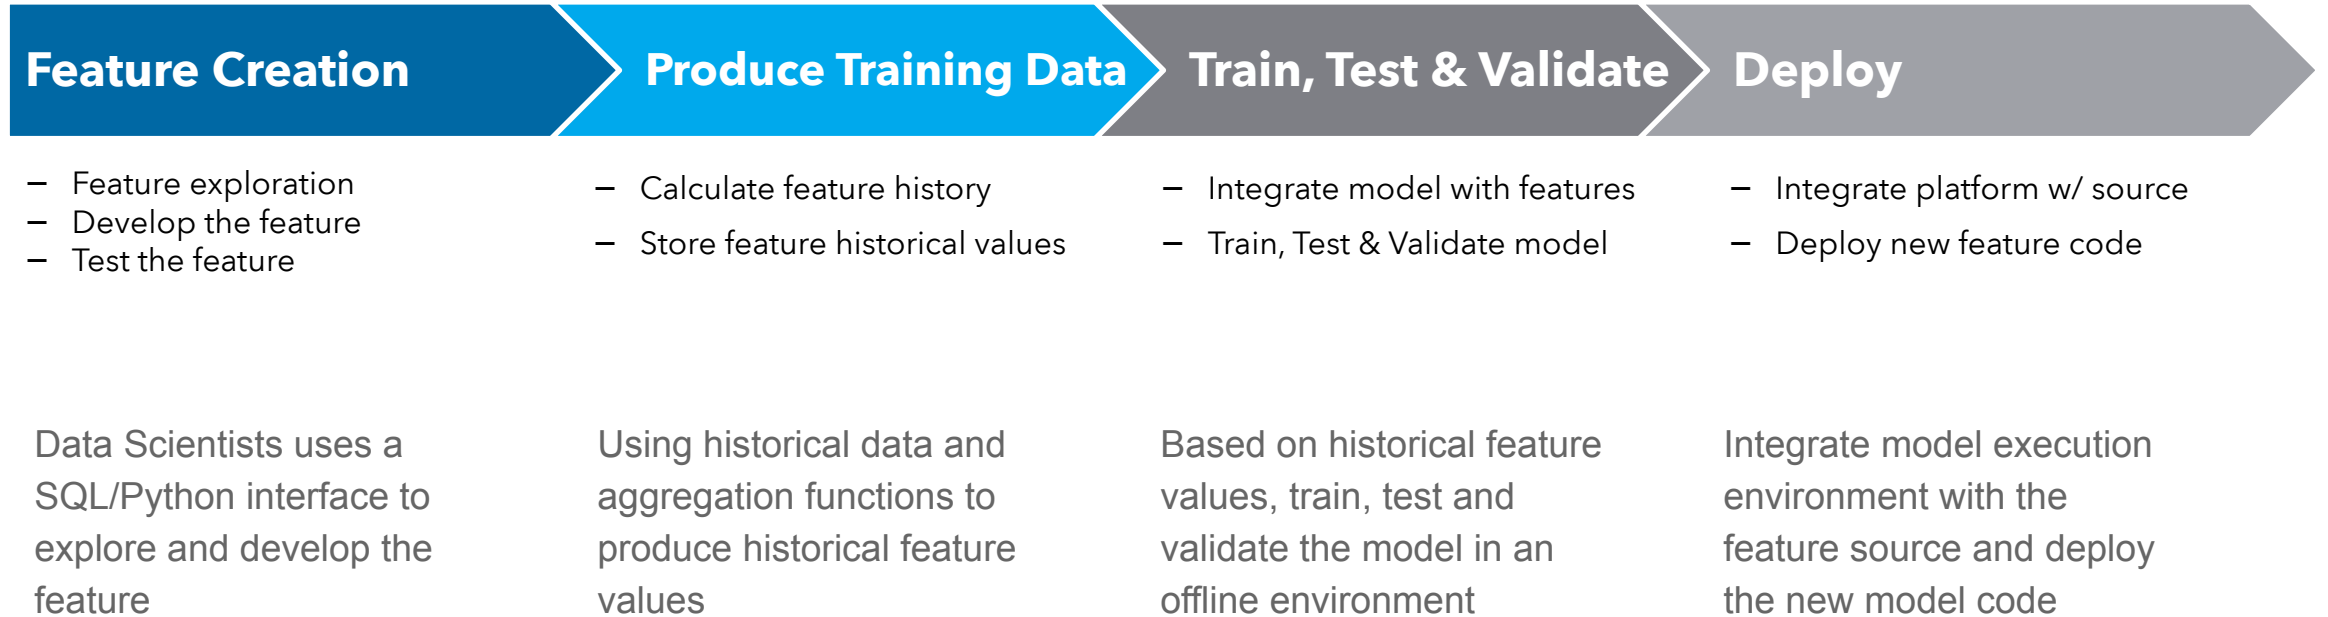 Feature Creation
Produce Training Data
Train, Test & Validate
Deploy
– Feature exploration
– Develop the feature
– Test the feature
– Calculate feature history
– Store feature historical values
– Integrate model with features
– Train, Test & Validate model
– Integrate platform w/ source
– Deploy new feature code
Data Scientists uses a
SQL/Python interface to
explore and develop the
feature
Using historical data and
aggregation functions to
produce historical feature
values
Based on historical feature
values, train, test and
validate the model in an
offline environment
Integrate model execution
environment with the
feature source and deploy
the new model code